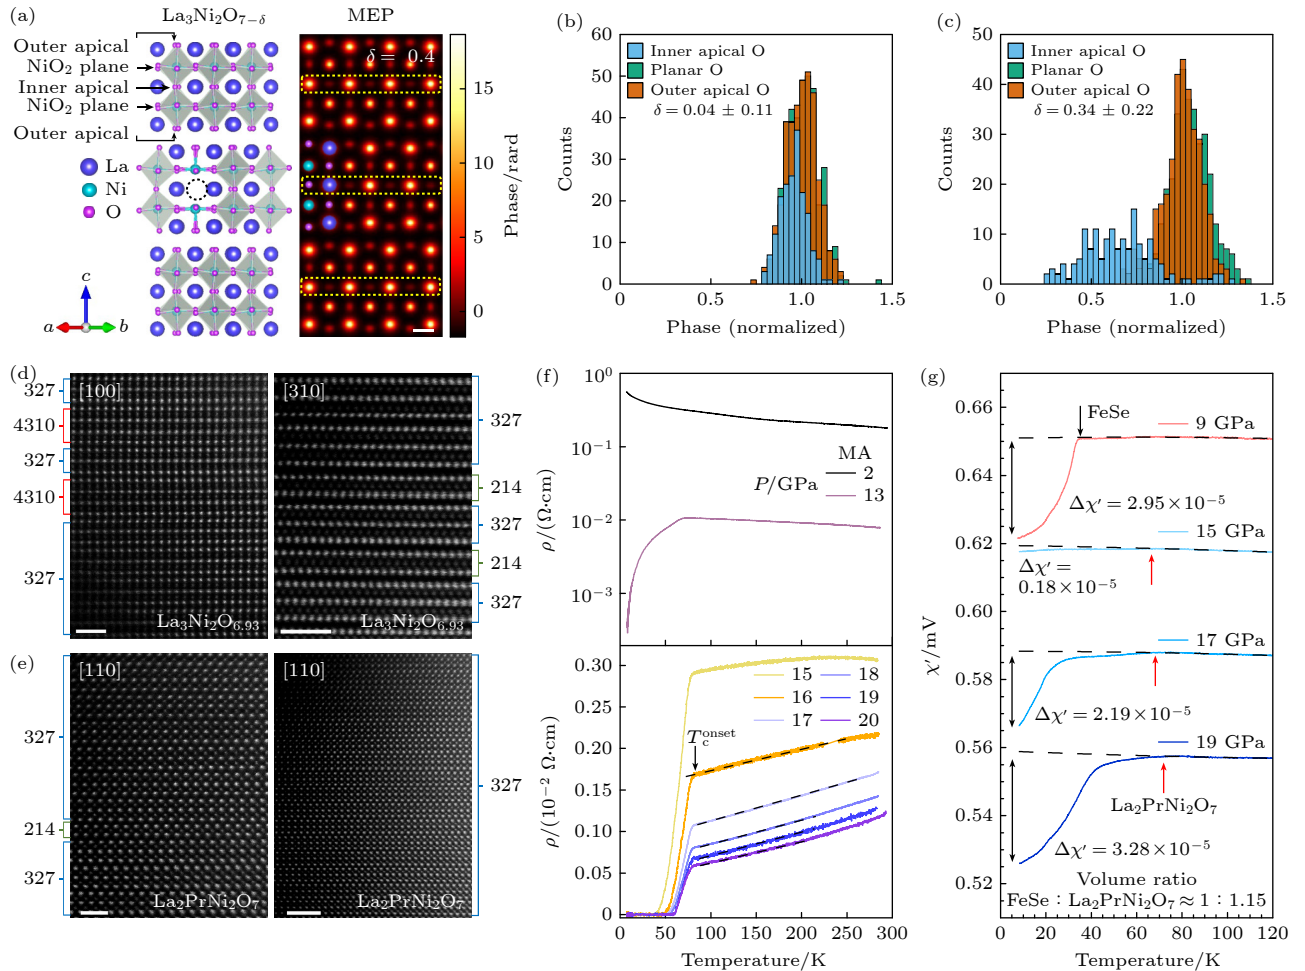 (a)
La₃Ni₂O₇₋δ
MEP
Outer apical
NiO₂ plane
Inner apical
NiO₂ plane
Outer apical
La
Ni
O
c
a
b
δ = 0.4
15
10
5
0
Phase/rard
(b)
60
50
40
30
20
10
0
Counts
Inner apical O
Planar O
Outer apical O
δ = 0.04 ± 0.11
0
0.5
1.0
1.5
Phase (normalized)
(c)
50
40
30
20
10
0
Counts
Inner apical O
Planar O
Outer apical O
δ = 0.34 ± 0.22
0
0.5
1.0
1.5
Phase (normalized)
(d)
[100]
327
4310
327
4310
327
La₃Ni₂O₆.₉₃
[310]
327
214
327
214
327
La₃Ni₂O₆.₉₃
(e)
[110]
327
214
327
La₂PrNi₂O₇
[110]
327
La₂PrNi₂O₇
(f)
10⁰
10⁻¹
10⁻²
10⁻³
ρ/(Ω·cm)
MA
P/GPa
2
13
0.30
0.25
0.20
0.15
0.10
0.05
0
ρ/(10⁻² Ω·cm)
15
18
16
19
17
20
T_c^onset
0
50
100
150
200
250
300
Temperature/K
(g)
0.66
0.64
0.62
0.60
0.58
0.56
0.54
0.52
χ′/mV
FeSe
9 GPa
Δχ′ = 2.95×10⁻⁵
15 GPa
Δχ′ =
0.18×10⁻⁵
17 GPa
Δχ′ = 2.19×10⁻⁵
19 GPa
La₂PrNi₂O₇
Δχ′ = 3.28×10⁻⁵
Volume ratio
FeSe : La₂PrNi₂O₇ ≈ 1 : 1.15
0
20
40
60
80
100
120
Temperature/K